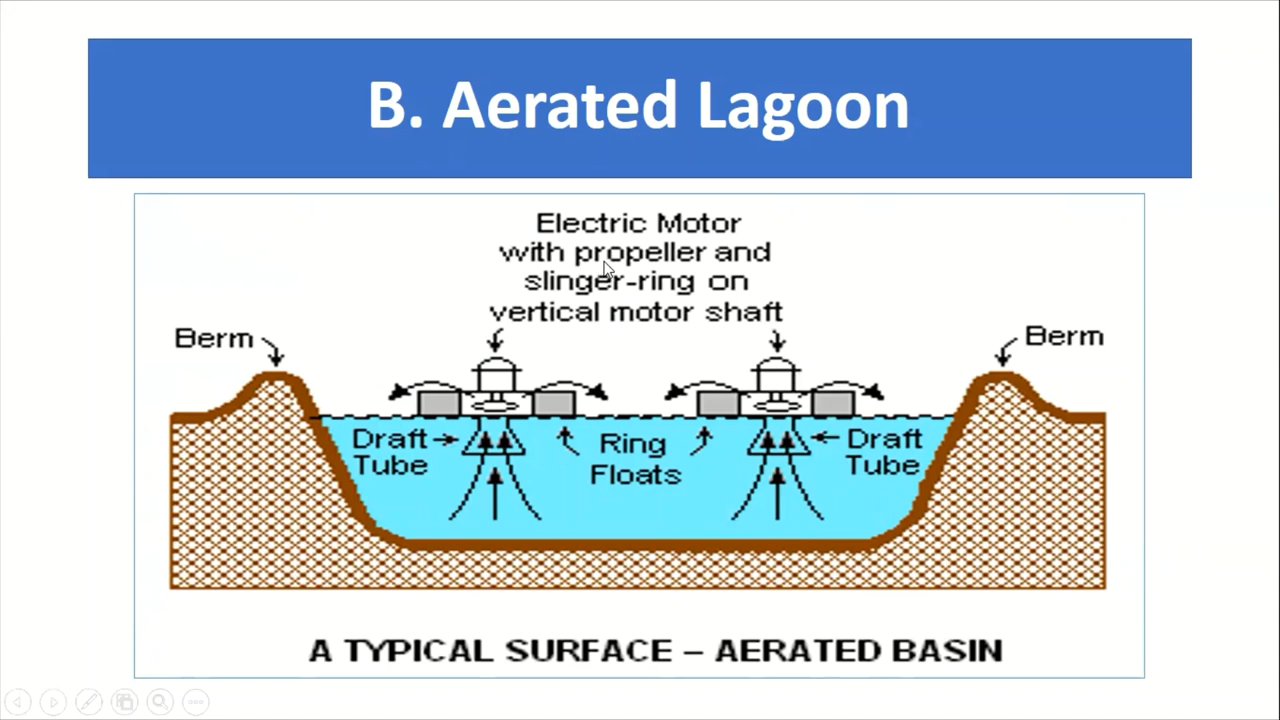 B. Aerated Lagoon
Electric Motor
with propeller and
slinger-ring on
vertical motor shaft
Berm
Berm
Draft
Tube
Ring
Floats
Draft
Tube
A TYPICAL SURFACE – AERATED BASIN